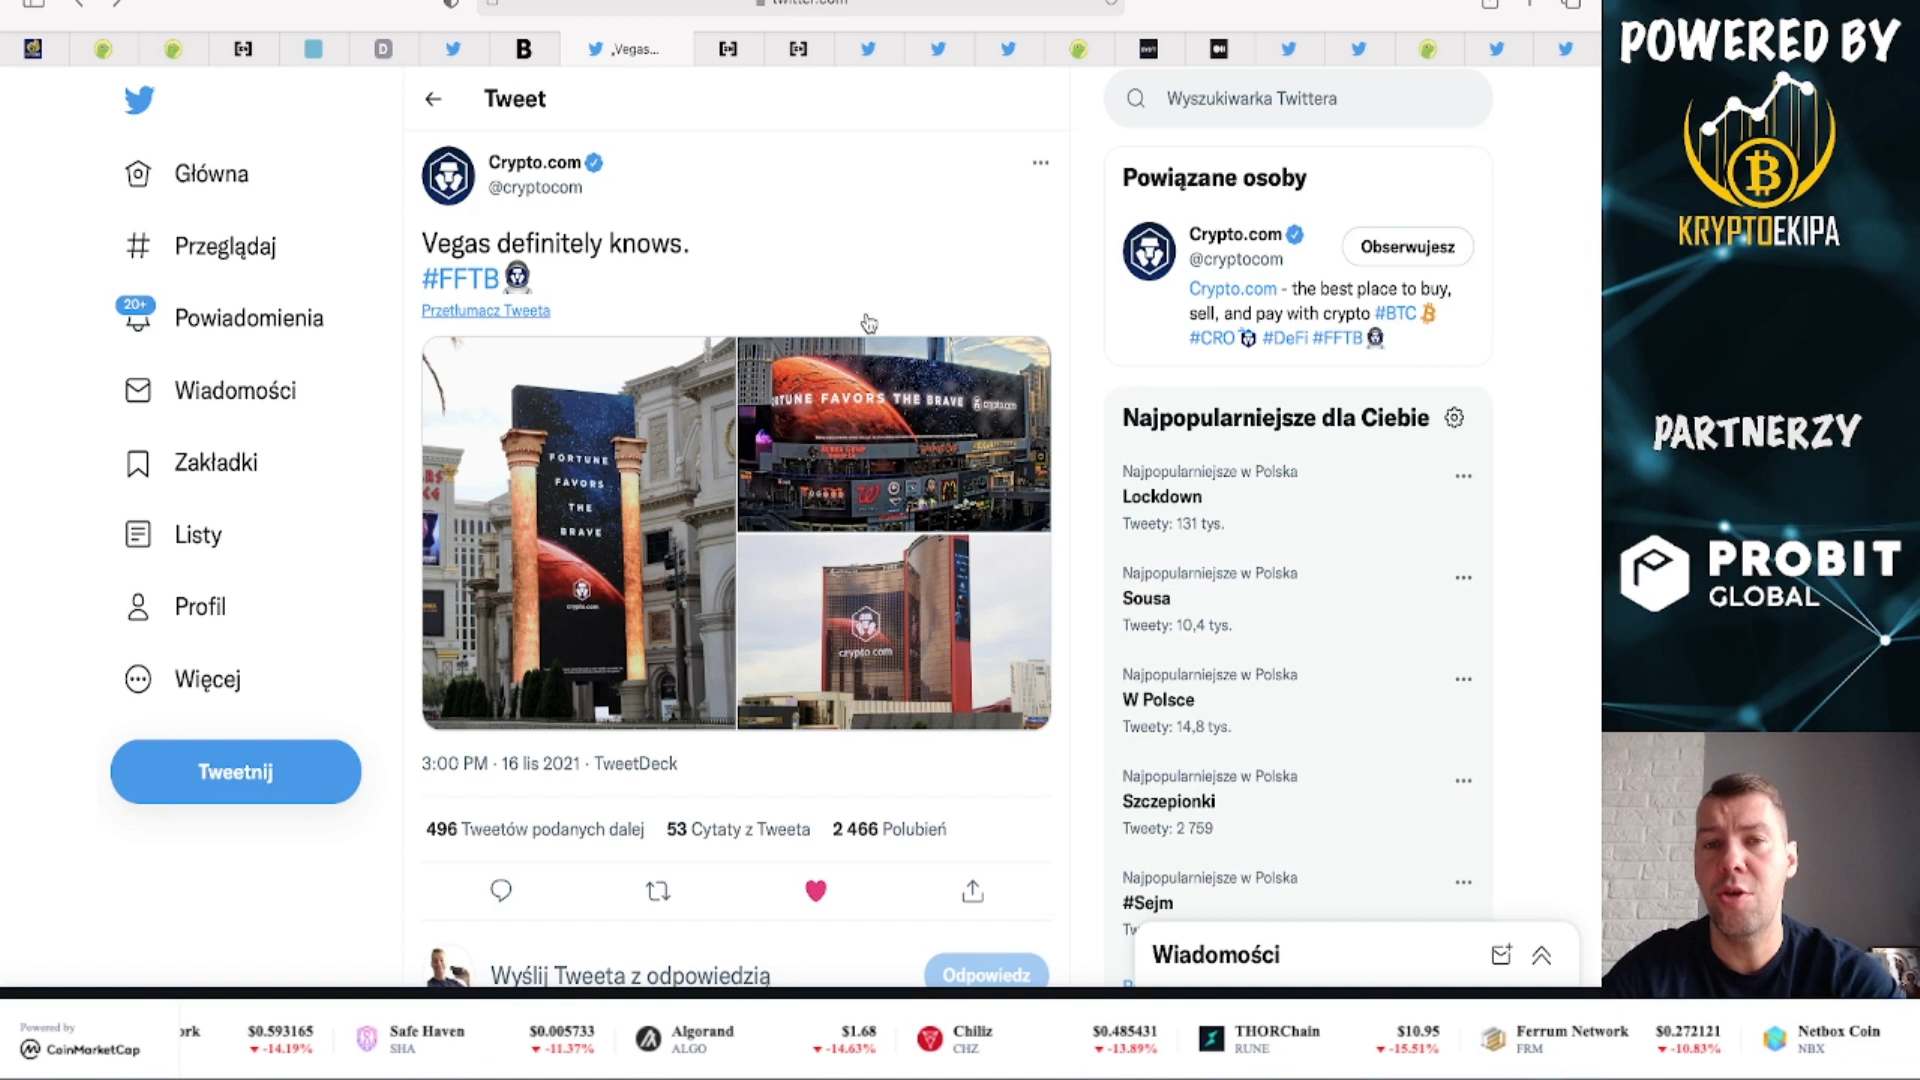 „Vegas...
Tweet
Wyszukiwarka Twittera
Główna
Przeglądaj
20+
Powiadomienia
Wiadomości
Zakładki
Listy
Profil
Więcej
Tweetnij
Crypto.com
@cryptocom
Vegas definitely knows.
#FFTB
Przetłumacz Tweeta
FORTUNE
FAVORS
THE
BRAVE
crypto.com
RTUNE FAVORS THE BRAVE crypto.com
crypto.com
3:00 PM · 16 lis 2021 · TweetDeck
496 Tweetów podanych dalej 53 Cytaty z Tweeta 2 466 Polubień
Wyślij Tweeta z odpowiedzią
Odpowiedz
Powiązane osoby
Crypto.com
@cryptocom
Obserwujesz
Crypto.com - the best place to buy,
sell, and pay with crypto #BTC
#CRO #DeFi #FFTB
Najpopularniejsze dla Ciebie
Najpopularniejsze w Polska
Lockdown
Tweety: 131 tys.
Najpopularniejsze w Polska
Sousa
Tweety: 10,4 tys.
Najpopularniejsze w Polska
W Polsce
Tweety: 14,8 tys.
Najpopularniejsze w Polska
Szczepionki
Tweety: 2 759
Najpopularniejsze w Polska
#Sejm
Wiadomości
POWERED BY
KRYPTOEKIPA
PARTNERZY
PROBIT
GLOBAL
Powered by
CoinMarketCap
ork $0.593165
-14.19%
Safe Haven $0.005733
SHA -11.37%
Algorand $1.68
ALGO -14.63%
Chiliz $0.485431
CHZ -13.89%
THORChain $10.95
RUNE -15.51%
Ferrum Network $0.272121
FRM -10.83%
Netbox Coin
NBX